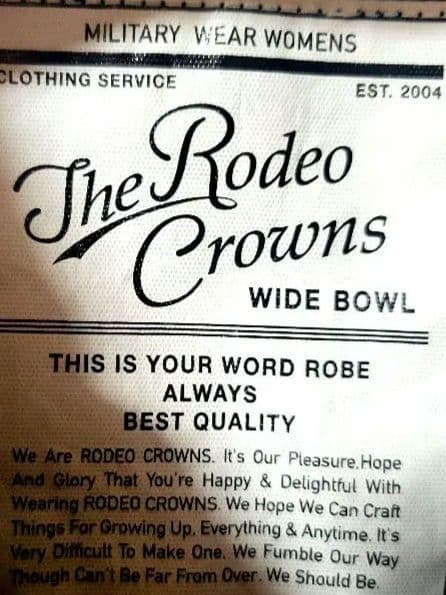 MILITARY WEAR WOMENS
CLOTHING SERVICE
EST. 2004
The Rodeo
Crowns
WIDE BOWL
THIS IS YOUR WORD ROBE
ALWAYS
BEST QUALITY
We Are RODEO CROWNS. It's Our Pleasure.Hope
And Glory That You're Happy & Delightful With
Wearing RODEO CROWNS. We Hope We Can Craft
Things For Growing Up. Everything & Anytime. It's
Very Difficult To Make One. We Fumble Our Way
Though Can't Be Far From Over. We Should Be.